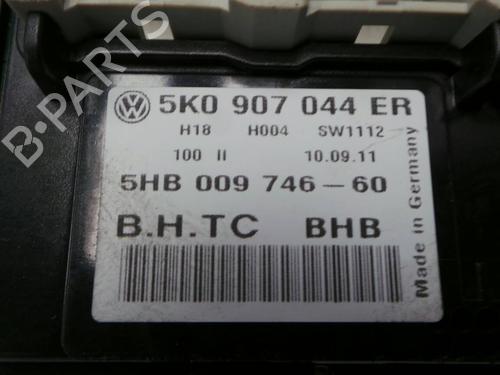 B-PARTS
5K0 907 044 ER
H18 H004 SW1112
100 II 10.09.11
5HB 009 746-60
B.H.TC BHB
Made in Germany